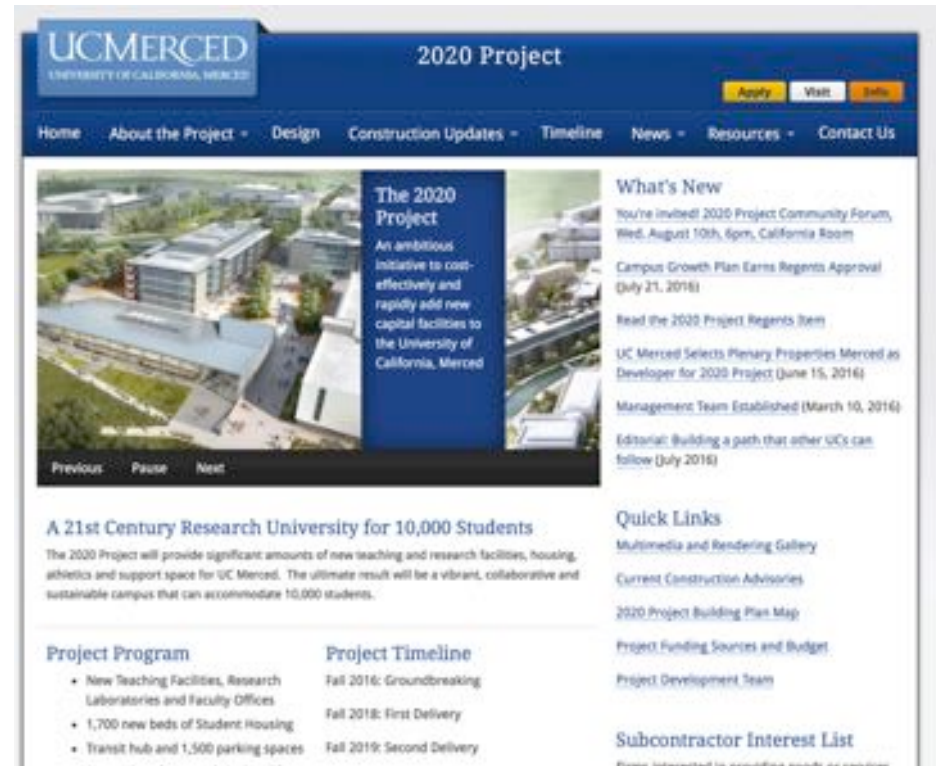 UCMERCED
UNIVERSITY OF CALIFORNIA, MERCED
2020 Project
Apply
Visit
Info
Home
About the Project
Design
Construction Updates
Timeline
News
Resources
Contact Us
The 2020
Project
An ambitious
initiative to cost-
effectively and
rapidly add new
capital facilities to
the University of
California, Merced
Previous
Pause
Next
A 21st Century Research University for 10,000 Students
The 2020 Project will provide significant amounts of new teaching and research facilities, housing,
athletics and support space for UC Merced. The ultimate result will be a vibrant, collaborative and
sustainable campus that can accommodate 10,000 students.
Project Program
• New Teaching Facilities, Research
Laboratories and Faculty Offices
• 1,700 new beds of Student Housing
• Transit hub and 1,500 parking spaces
Project Timeline
Fall 2016: Groundbreaking
Fall 2018: First Delivery
Fall 2019: Second Delivery
What's New
You're invited! 2020 Project Community Forum,
Wed. August 10th, 6pm, California Room
Campus Growth Plan Earns Regents Approval
(July 21, 2016)
Read the 2020 Project Regents Item
UC Merced Selects Plenary Properties Merced as
Developer for 2020 Project (June 15, 2016)
Management Team Established (March 10, 2016)
Editorial: Building a path that other UCs can
follow (July 2016)
Quick Links
Multimedia and Rendering Gallery
Current Construction Advisories
2020 Project Building Plan Map
Project Funding Sources and Budget
Project Development Team
Subcontractor Interest List
Firms interested in providing goods or services